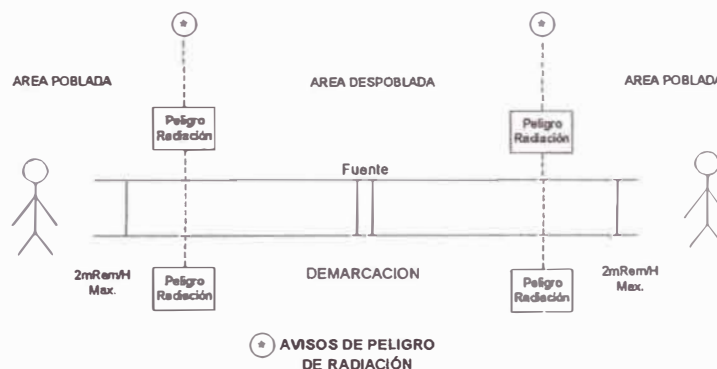 AREA POBLADA
AREA DESPOBLADA
AREA POBLADA
Peligro
Radiación
Peligro
Radiación
Fuente
2mRem/H
Max.
Peligro
Radiación
DEMARCACION
Peligro
Radiación
2mRem/H
Max.
AVISOS DE PELIGRO
DE RADIACIÓN